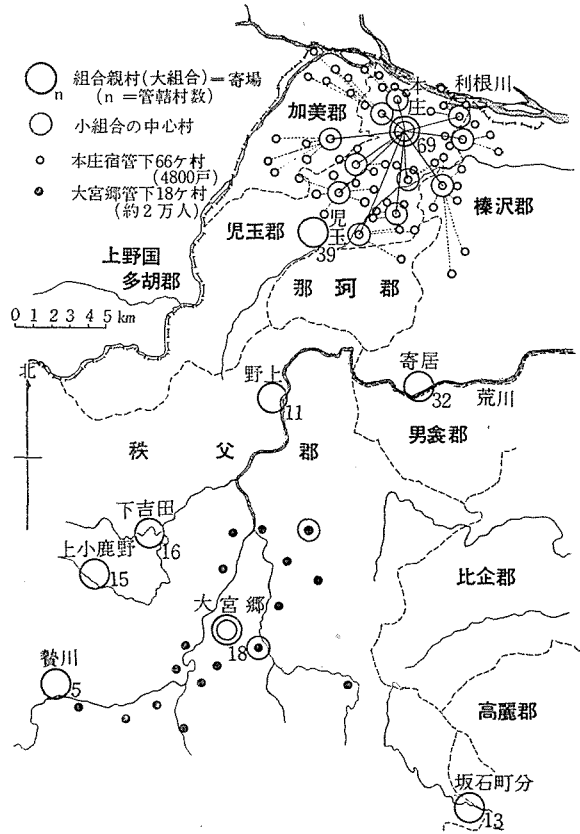 組合親村(大組合)＝寄場
n
(n ＝管轄村数)
小組合の中心村
本庄宿管下66ケ村
(4800戸)
大宮郷管下18ケ村
(約2万人)
利根川
本庄
69
加美郡
榛沢郡
児玉郡
児玉
39
上野国
多胡郡
那珂郡
0 1 2 3 4 5 km
北
野上
11
寄居
32
荒川
男衾郡
秩父郡
下吉田
16
上小鹿野
15
比企郡
大宮郷
18
贄川
5
高麗郡
坂石町分
13